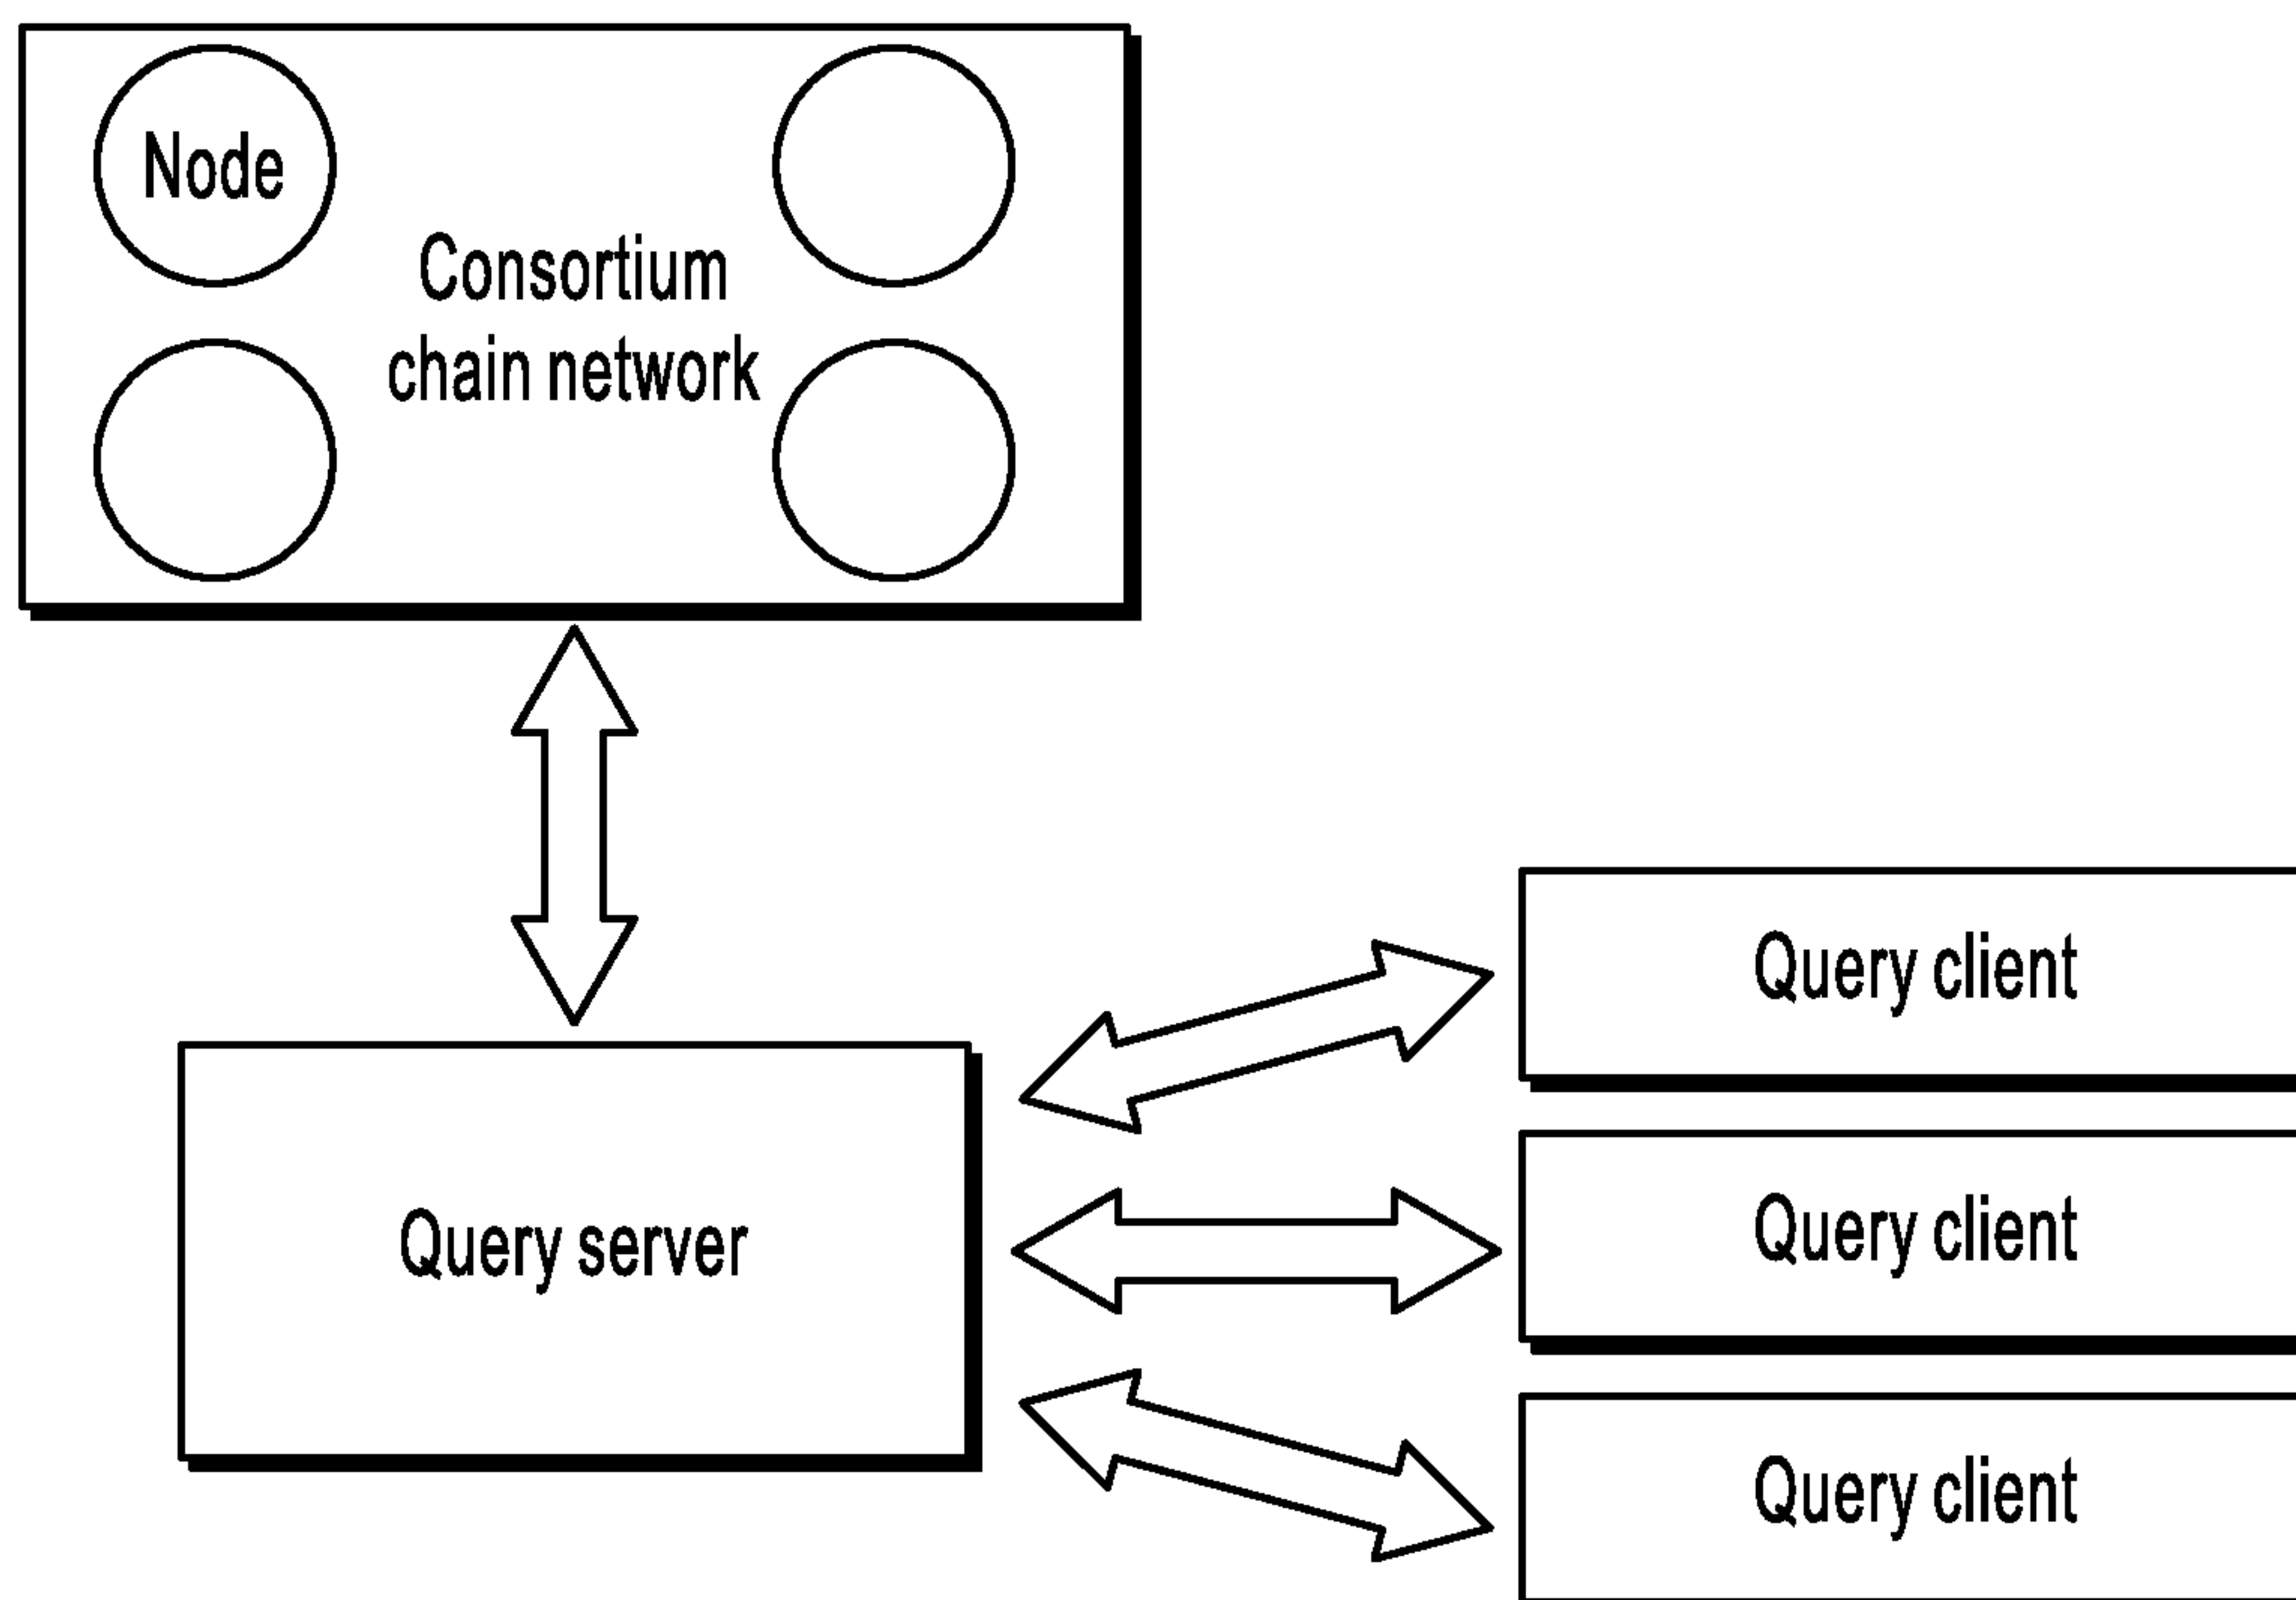 Node
Consortium
chain network
Query client
Query client
Query server
Query client